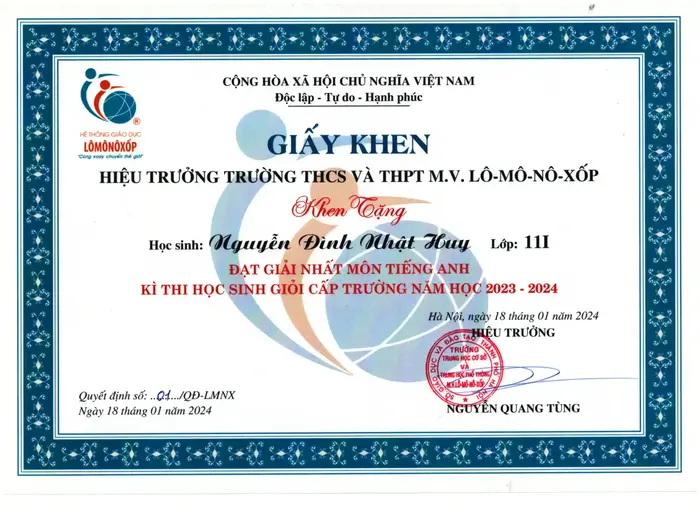 CỘNG HÒA XÃ HỘI CHỦ NGHĨA VIỆT NAM
Độc lập - Tự do - Hạnh phúc
HỆ THỐNG GIÁO DỤC
LÔMÔNÔXỐP
"Cùng xoay chuyển thế giới"
GIẤY KHEN
HIỆU TRƯỞNG TRƯỜNG THCS VÀ THPT M.V. LÔ-MÔ-NÔ-XỐP
Khen Tặng
Học sinh: Nguyễn Đình Nhật Huy Lớp: 11I
ĐẠT GIẢI NHẤT MÔN TIẾNG ANH
KÌ THI HỌC SINH GIỎI CẤP TRƯỜNG NĂM HỌC 2023 - 2024
Hà Nội, ngày 18 tháng 01 năm 2024
HIỆU TRƯỞNG
SỞ GIÁO DỤC VÀ ĐÀO TẠO THÀNH PHỐ HÀ NỘI
TRƯỜNG
TRUNG HỌC CƠ SỞ
VÀ
TRUNG HỌC PHỔ THÔNG
M.V.LÔ-MÔ-NÔ-XỐP
Quyết định số: ..01.../QĐ-LMNX
Ngày 18 tháng 01 năm 2024
NGUYỄN QUANG TÙNG